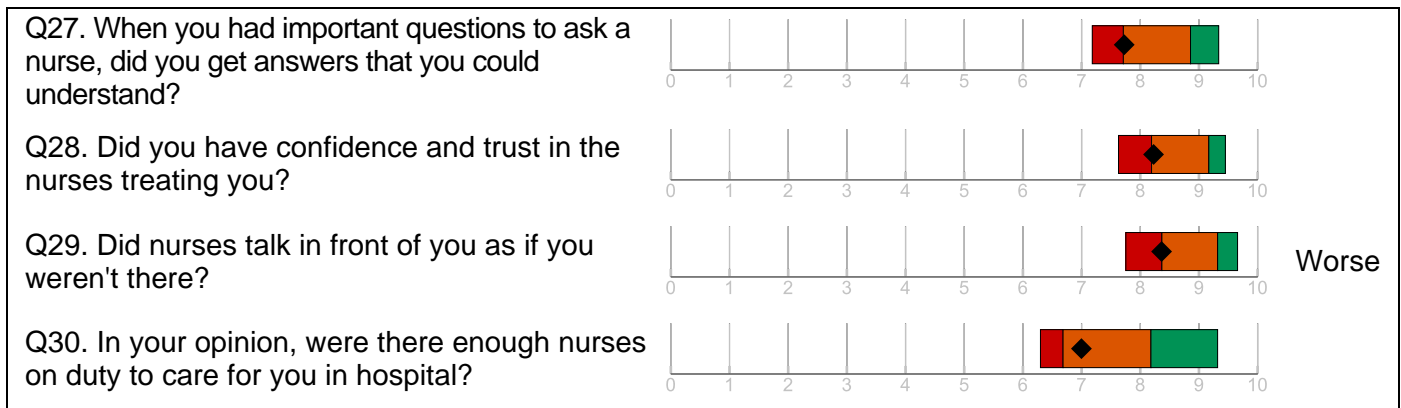 Q27. When you had important questions to ask a
nurse, did you get answers that you could
understand?
0 1 2 3 4 5 6 7 8 9 10
Q28. Did you have confidence and trust in the
nurses treating you?
0 1 2 3 4 5 6 7 8 9 10
Q29. Did nurses talk in front of you as if you
weren't there?
Worse
0 1 2 3 4 5 6 7 8 9 10
Q30. In your opinion, were there enough nurses
on duty to care for you in hospital?
0 1 2 3 4 5 6 7 8 9 10